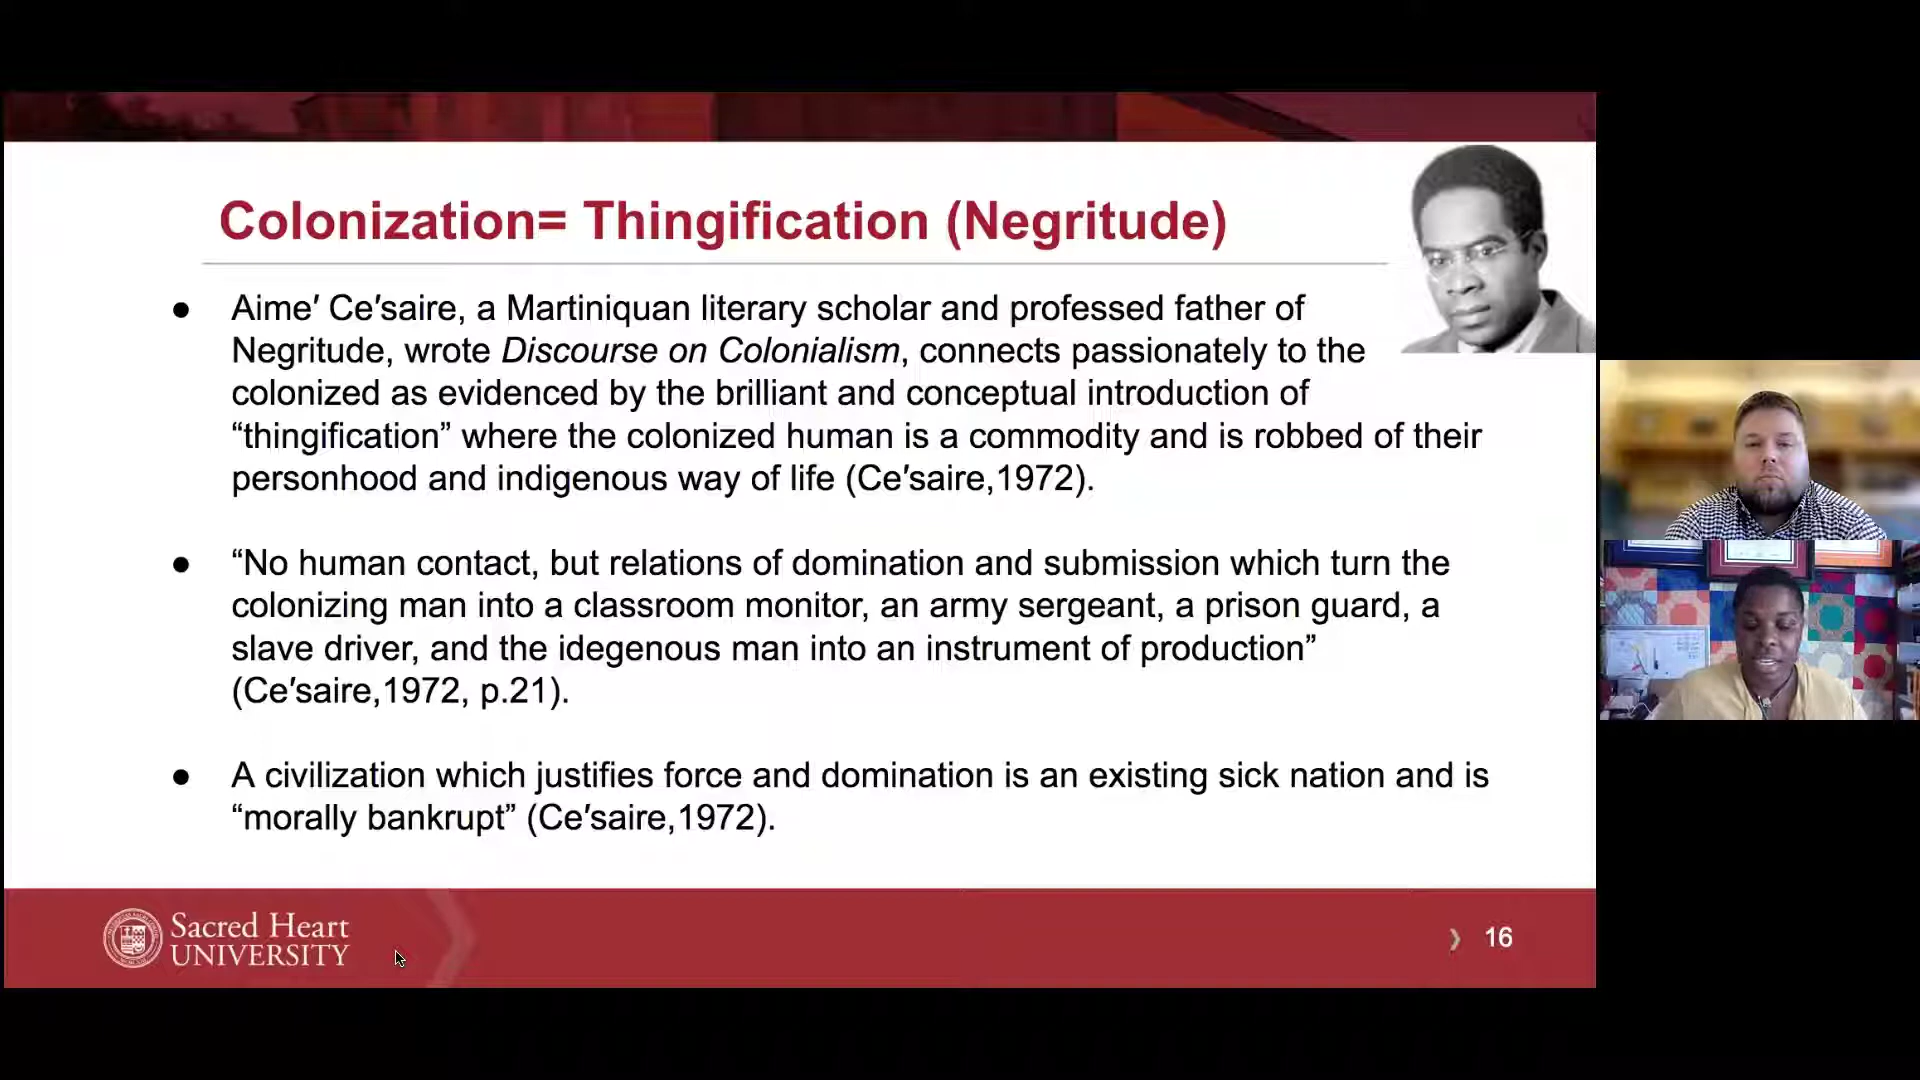 Colonization= Thingification (Negritude)
● Aime′ Ce′saire, a Martiniquan literary scholar and professed father of
Negritude, wrote Discourse on Colonialism, connects passionately to the
colonized as evidenced by the brilliant and conceptual introduction of
“thingification” where the colonized human is a commodity and is robbed of their
personhood and indigenous way of life (Ce′saire,1972).
● “No human contact, but relations of domination and submission which turn the
colonizing man into a classroom monitor, an army sergeant, a prison guard, a
slave driver, and the idegenous man into an instrument of production”
(Ce′saire,1972, p.21).
● A civilization which justifies force and domination is an existing sick nation and is
“morally bankrupt” (Ce′saire,1972).
Sacred Heart
UNIVERSITY
16